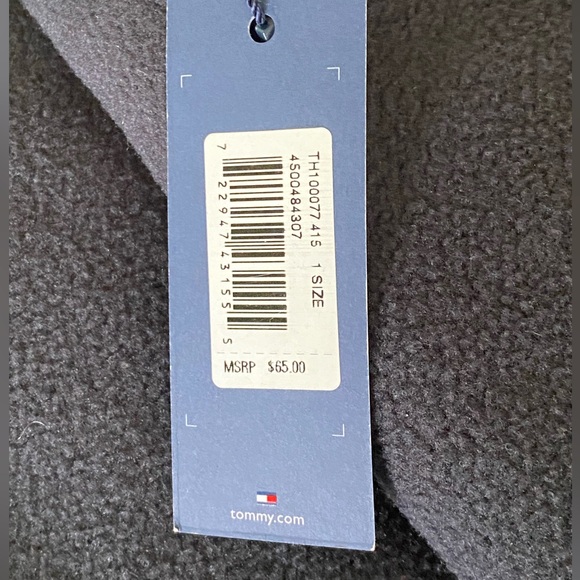 TH100077 415 1 SIZE
4500484307
7 22947 43155 5
MSRP $65.00
tommy.com